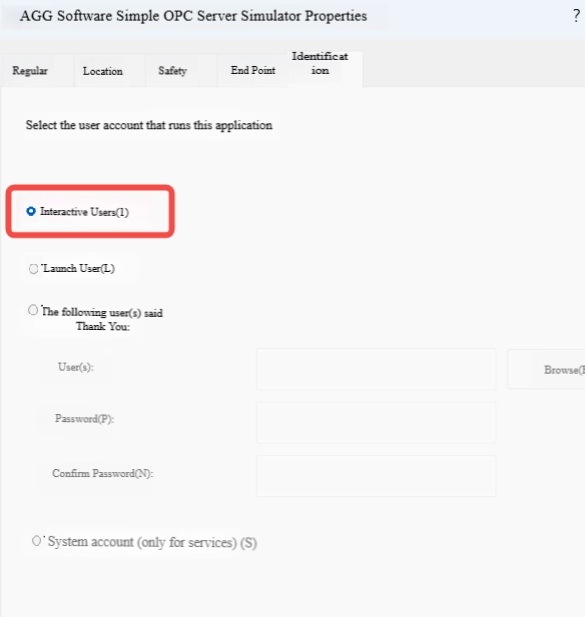 AGG Software Simple OPC Server Simulator Properties ?
Regular Location Safety End Point Identificat
ion
Select the user account that runs this application
Interactive Users(1)
Launch User(L)
The following user(s) said
Thank You:
User(s):
Browse(
Password(P):
Confirm Password(N):
System account (only for services) (S)